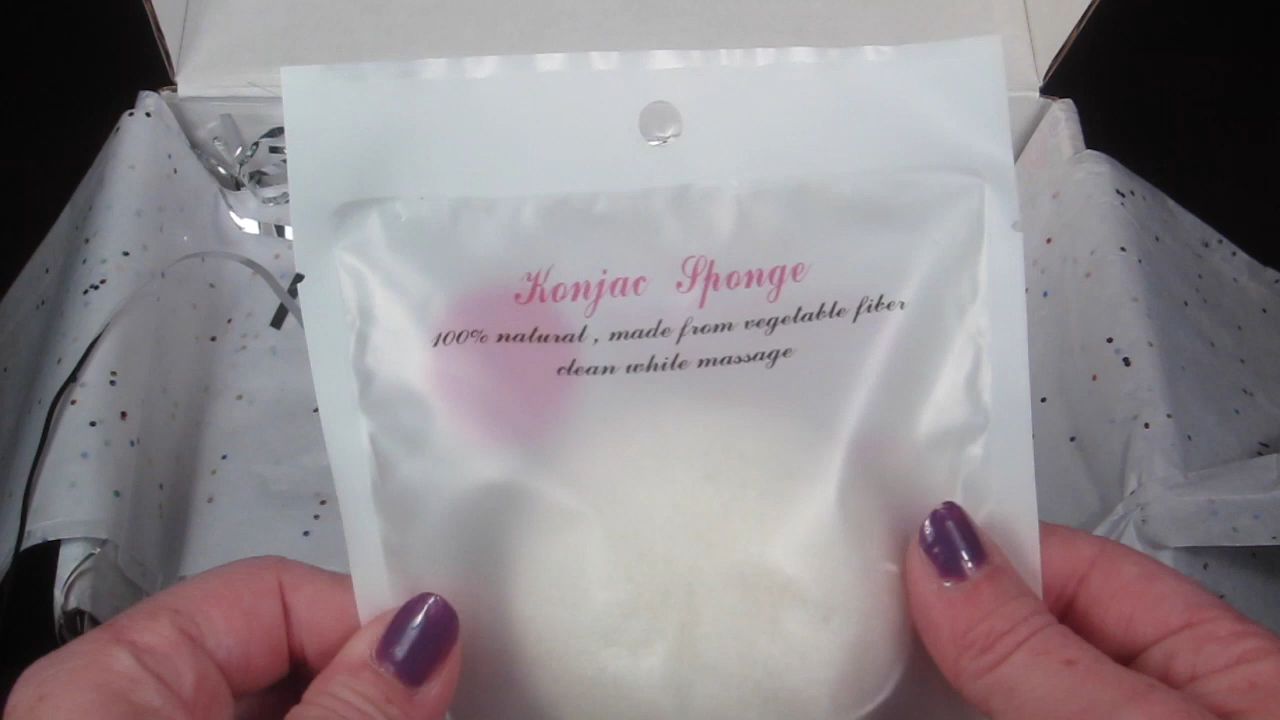 Konjac Sponge
100% natural , made from vegetable fiber
clean while massage